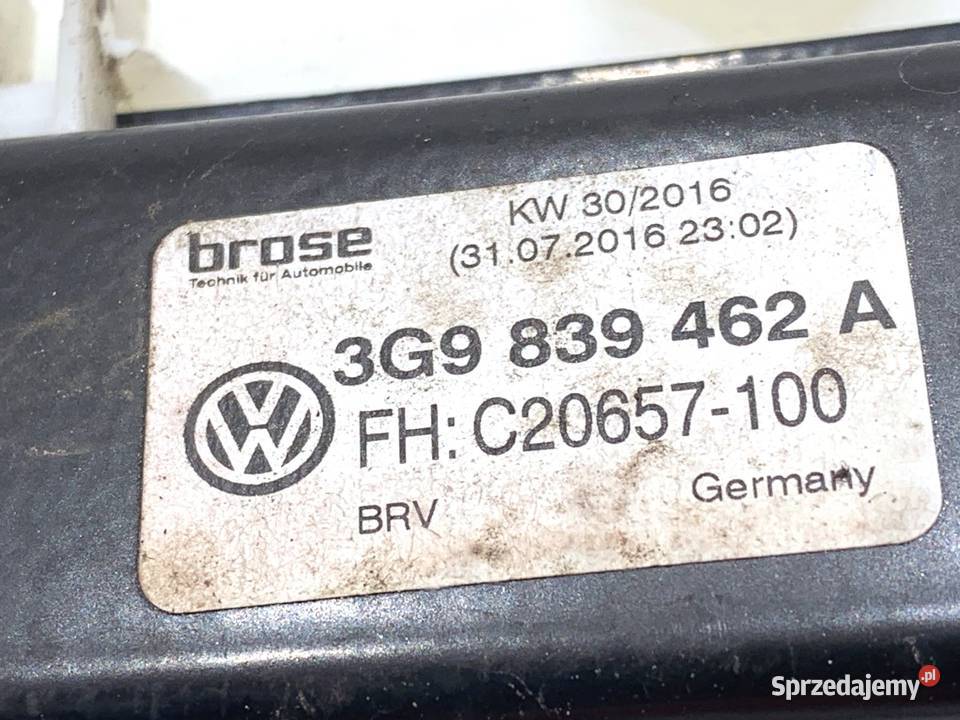 brose
Technik für Automobile
KW 30/2016
(31.07.2016 23:02)
3G9 839 462 A
FH: C20657-100
BRV
Germany
Sprzedajemy.pl